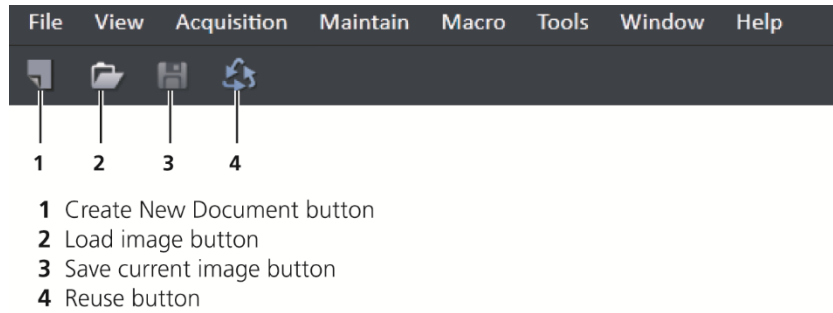 File View Acquisition Maintain Macro Tools Window Help
1 2 3 4
1 Create New Document button
2 Load image button
3 Save current image button
4 Reuse button